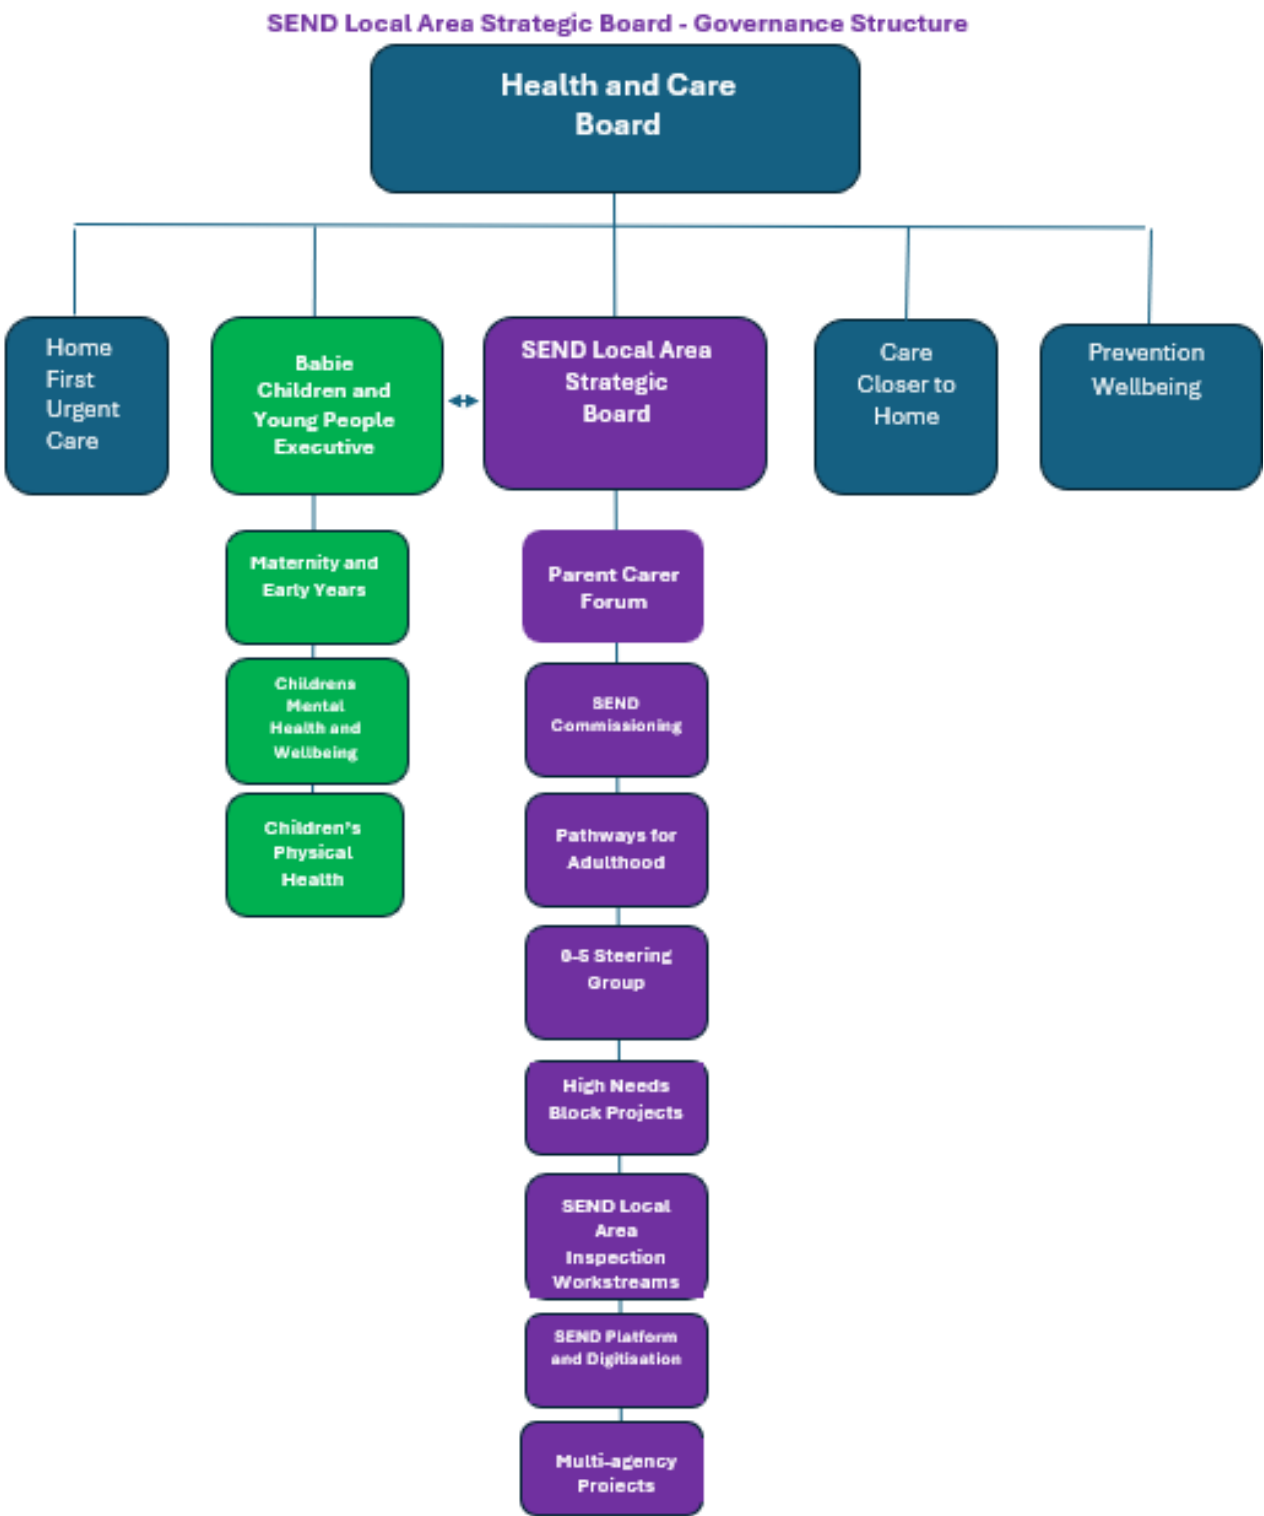 SEND Local Area Strategic Board - Governance Structure
Health and Care
Board
Home
First
Urgent
Care
Babie
Children and
Young People
Executive
SEND Local Area
Strategic
Board
Care
Closer to
Home
Prevention
Wellbeing
Maternity and
Early Years
Childrens
Mental
Health and
Wellbeing
Children's
Physical
Health
Parent Carer
Forum
SEND
Commissioning
Pathways for
Adulthood
0-5 Steering
Group
High Needs
Block Projects
SEND Local
Area
Inspection
Workstreams
SEND Platform
and Digitisation
Multi-agency
Projects